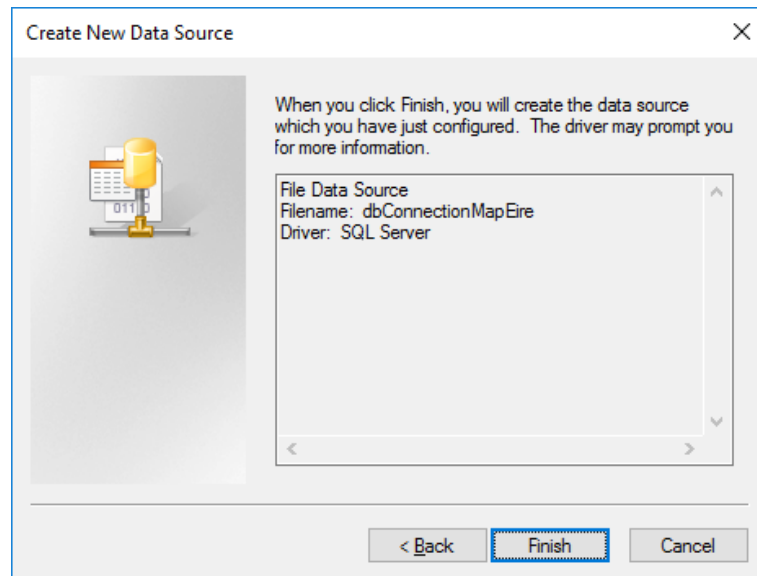 Create New Data Source
When you click Finish, you will create the data source
which you have just configured.  The driver may prompt you
for more information.
File Data Source
Filename:  dbConnectionMapEire
Driver:  SQL Server
011 0
< Back
Finish
Cancel